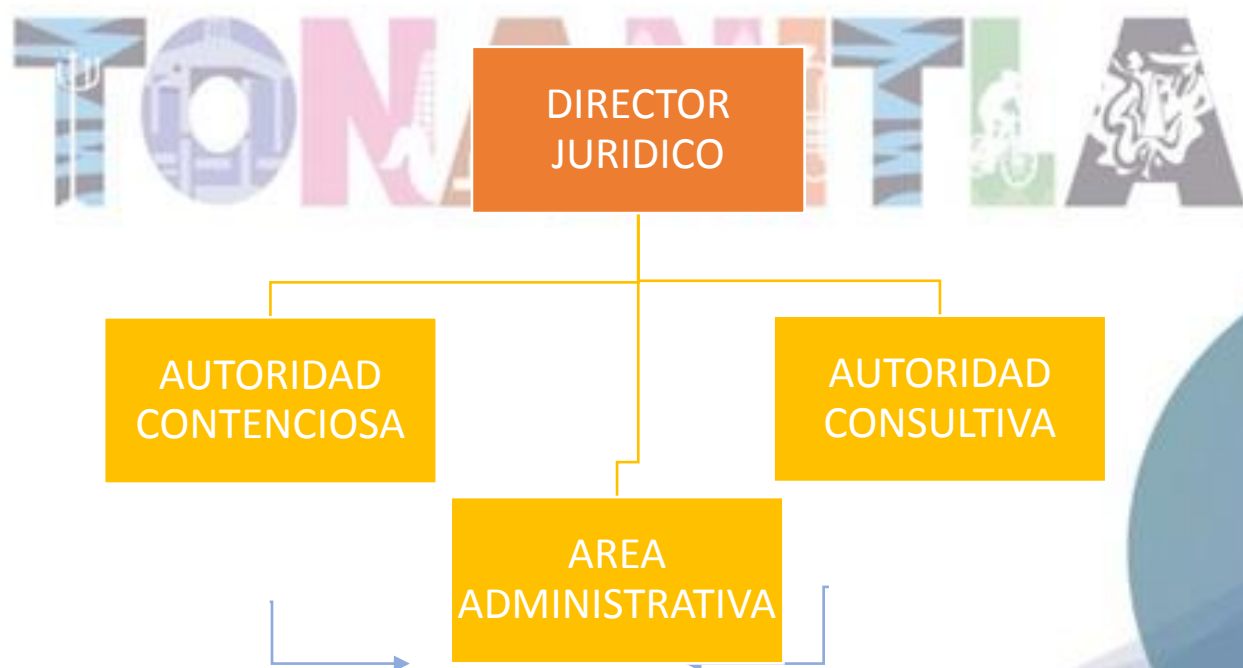 TONANITLA
DIRECTOR
JURIDICO
AUTORIDAD
CONTENCIOSA
AUTORIDAD
CONSULTIVA
AREA
ADMINISTRATIVA